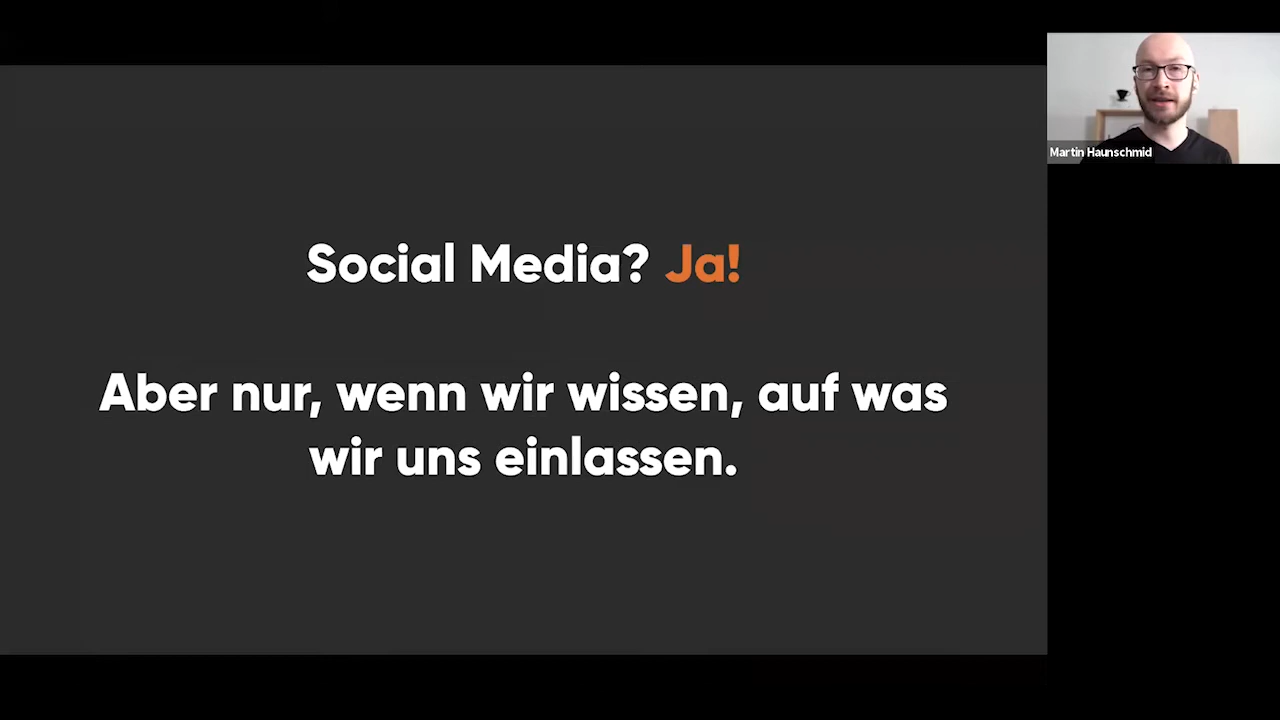 Social Media? Ja!
Aber nur, wenn wir wissen, auf was
wir uns einlassen.
Martin Haunschmid